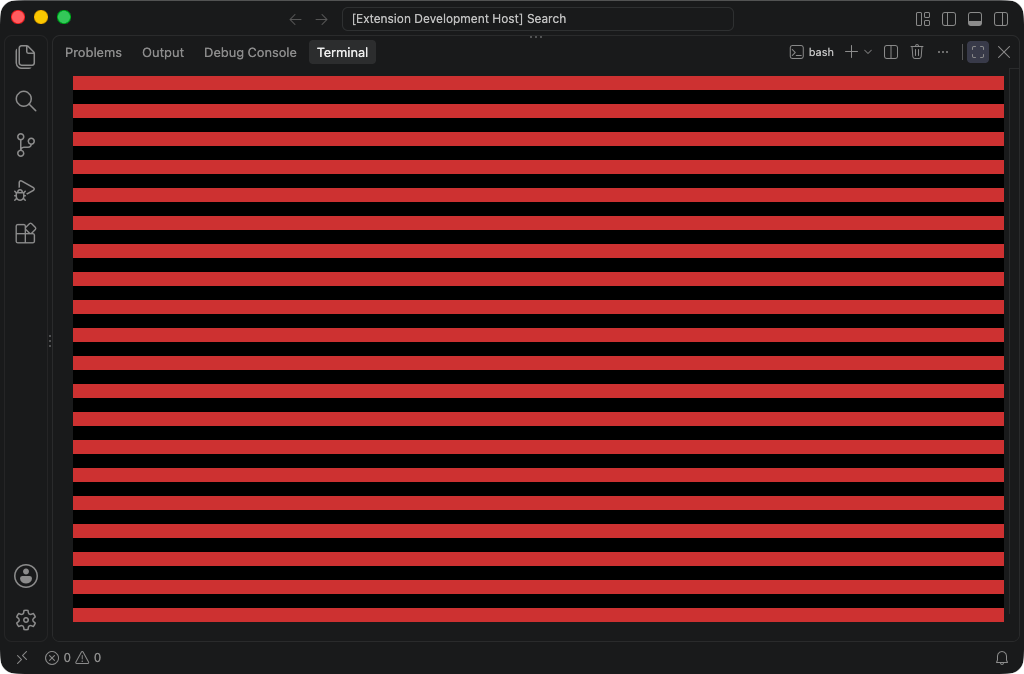 [Extension Development Host] Search
Problems Output Debug Console Terminal bash
0 0